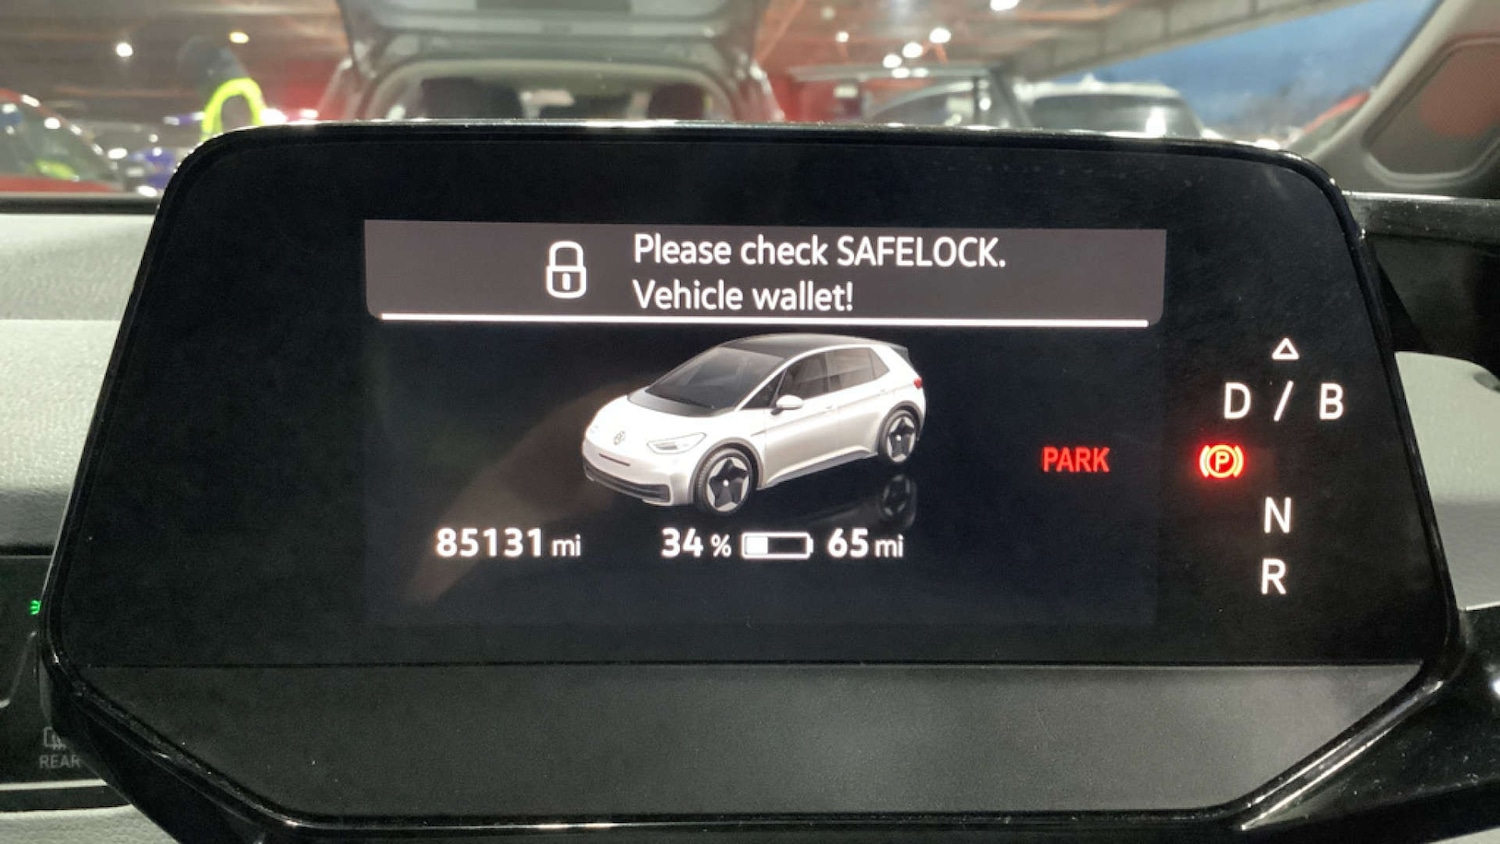 Please check SAFELOCK.
Vehicle wallet!
D / B
PARK
P
N
R
85131 mi
34 %
65 mi
REAR